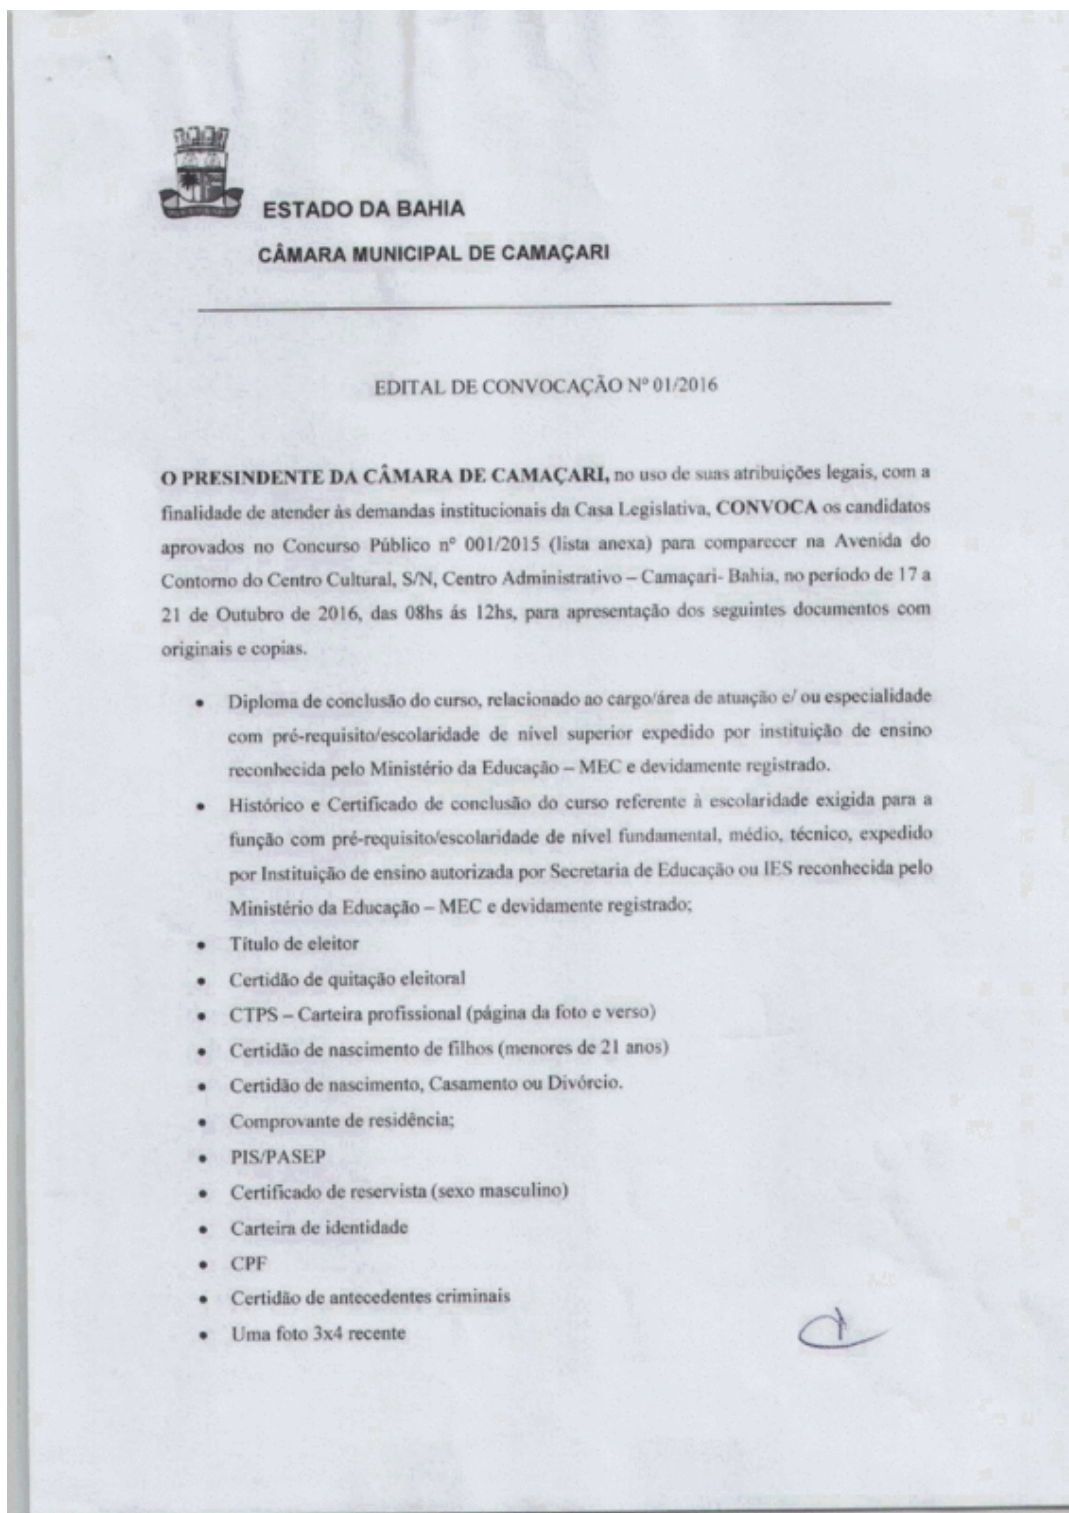 ESTADO DA BAHIA
CÂMARA MUNICIPAL DE CAMAÇARI
EDITAL DE CONVOCAÇÃO Nº 01/2016
O PRESINDENTE DA CÂMARA DE CAMAÇARI, no uso de suas atribuições legais, com a
finalidade de atender às demandas institucionais da Casa Legislativa, CONVOCA os candidatos
aprovados no Concurso Público nº 001/2015 (lista anexa) para comparecer na Avenida do
Contorno do Centro Cultural, S/N, Centro Administrativo – Camaçari- Bahia, no período de 17 a
21 de Outubro de 2016, das 08hs ás 12hs, para apresentação dos seguintes documentos com
originais e copias.
• Diploma de conclusão do curso, relacionado ao cargo/área de atuação e/ ou especialidade
com pré-requisito/escolaridade de nível superior expedido por instituição de ensino
reconhecida pelo Ministério da Educação – MEC e devidamente registrado.
• Histórico e Certificado de conclusão do curso referente à escolaridade exigida para a
função com pré-requisito/escolaridade de nível fundamental, médio, técnico, expedido
por Instituição de ensino autorizada por Secretaria de Educação ou IES reconhecida pelo
Ministério da Educação – MEC e devidamente registrado;
• Título de eleitor
• Certidão de quitação eleitoral
• CTPS – Carteira profissional (página da foto e verso)
• Certidão de nascimento de filhos (menores de 21 anos)
• Certidão de nascimento, Casamento ou Divórcio.
• Comprovante de residência;
• PIS/PASEP
• Certificado de reservista (sexo masculino)
• Carteira de identidade
• CPF
• Certidão de antecedentes criminais
• Uma foto 3x4 recente